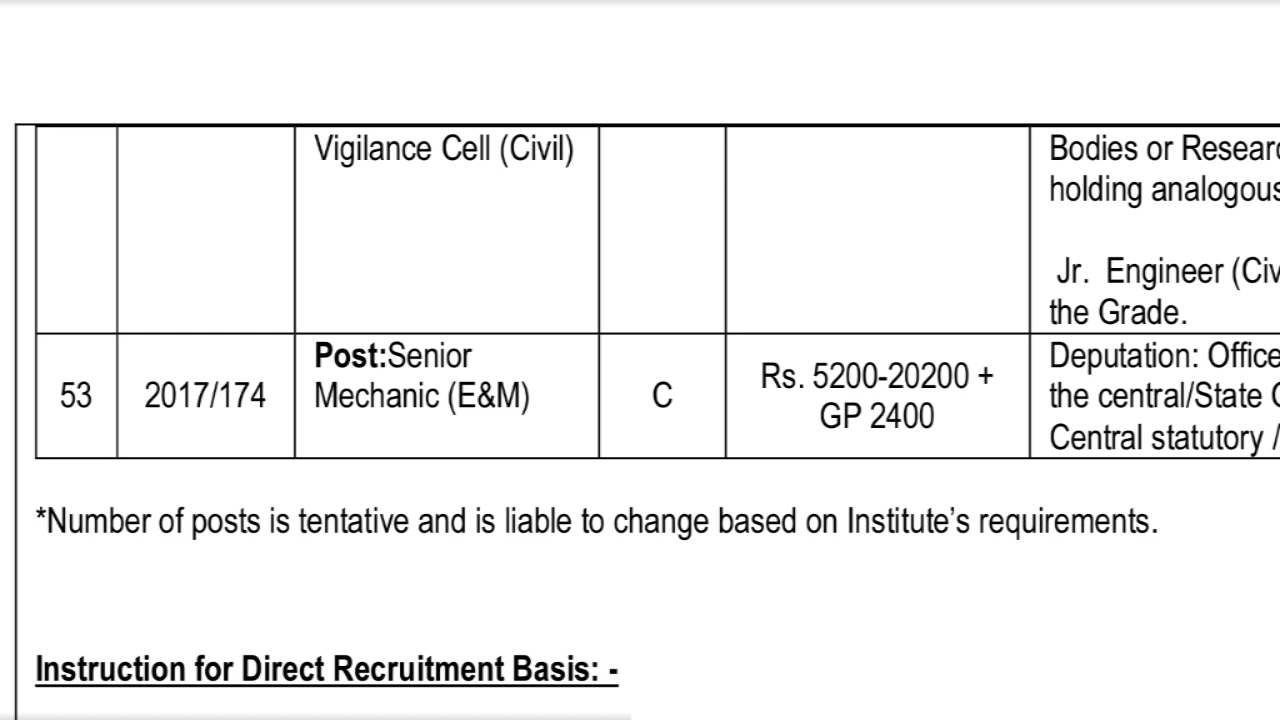 Vigilance Cell (Civil)
Bodies or Resear
holding analogous
Jr. Engineer (Civ
the Grade.
53
2017/174
Post:Senior
Mechanic (E&M)
C
Rs. 5200-20200 +
GP 2400
Deputation: Office
the central/State
Central statutory /
*Number of posts is tentative and is liable to change based on Institute’s requirements.
Instruction for Direct Recruitment Basis: -